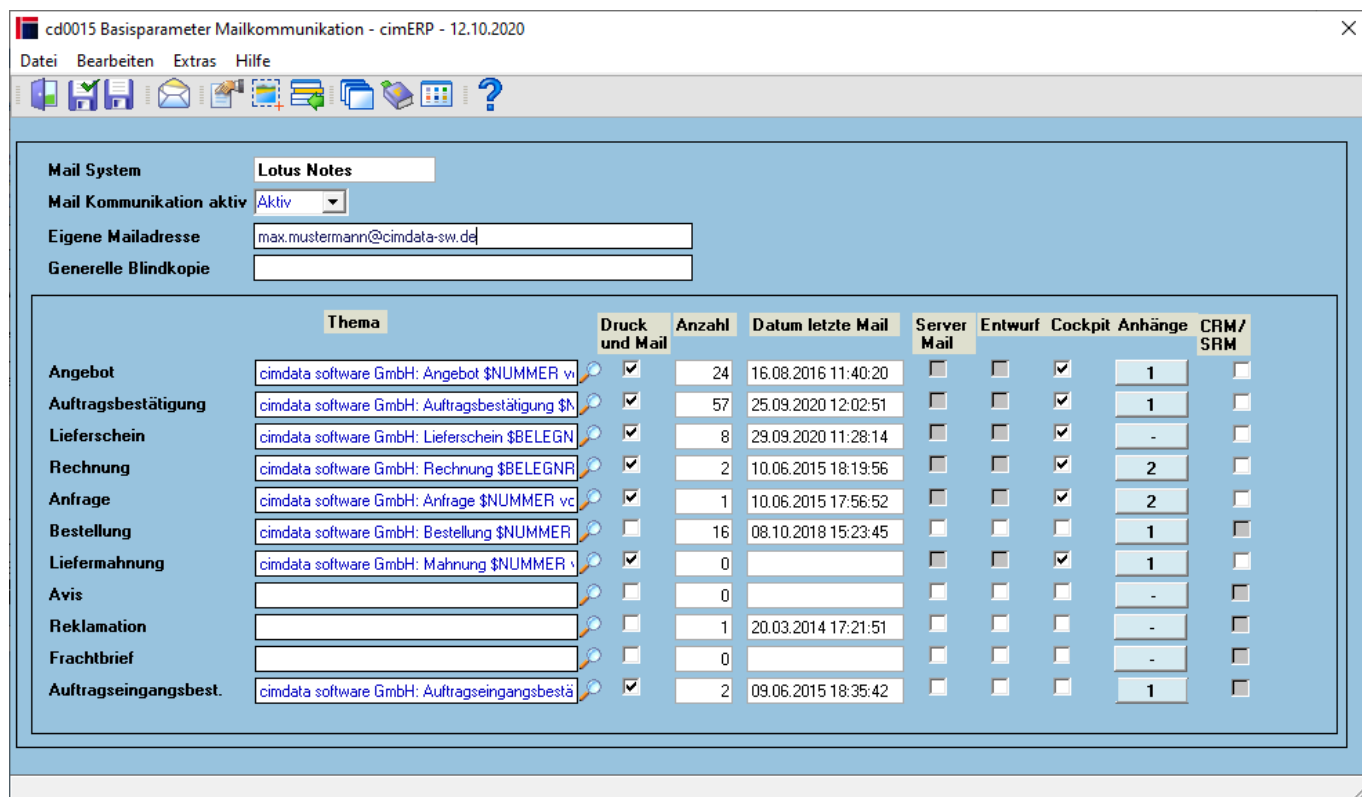 cd0015 Basisparameter Mailkommunikation - cimERP - 12.10.2020
Datei Bearbeiten Extras Hilfe
Mail System Lotus Notes
Mail Kommunikation aktiv Aktiv
Eigene Mailadresse max.mustermann@cimdata-sw.de
Generelle Blindkopie
Thema Druck und Mail Anzahl Datum letzte Mail Server Mail Entwurf Cockpit Anhänge CRM/ SRM
Angebot cimdata software GmbH: Angebot $NUMMER 24 16.08.2016 11:40:20 1
Auftragsbestätigung cimdata software GmbH: Auftragsbestätigung $N 57 25.09.2020 12:02:51 1
Lieferschein cimdata software GmbH: Lieferschein $BELEGN 8 29.09.2020 11:28:14 -
Rechnung cimdata software GmbH: Rechnung $BELEGNR 2 10.06.2015 18:19:56 2
Anfrage cimdata software GmbH: Anfrage $NUMMER 1 10.06.2015 17:56:52 2
Bestellung cimdata software GmbH: Bestellung $NUMMER 16 08.10.2018 15:23:45 1
Liefermahnung cimdata software GmbH: Mahnung $NUMMER 0 1
Avis 0 -
Reklamation 1 20.03.2014 17:21:51 -
Frachtbrief 0 -
Auftragseingangsbest. cimdata software GmbH: Auftragseingangsbestä 2 09.06.2015 18:35:42 1